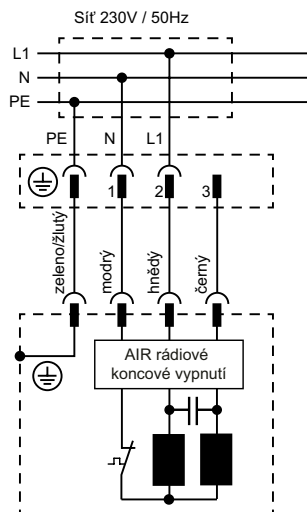 Síť 230V / 50Hz
L1
N
PE
PE N L1
1 2 3
zeleno/žlutý
modrý
hnědý
černý
AIR rádiové
koncové vypnutí